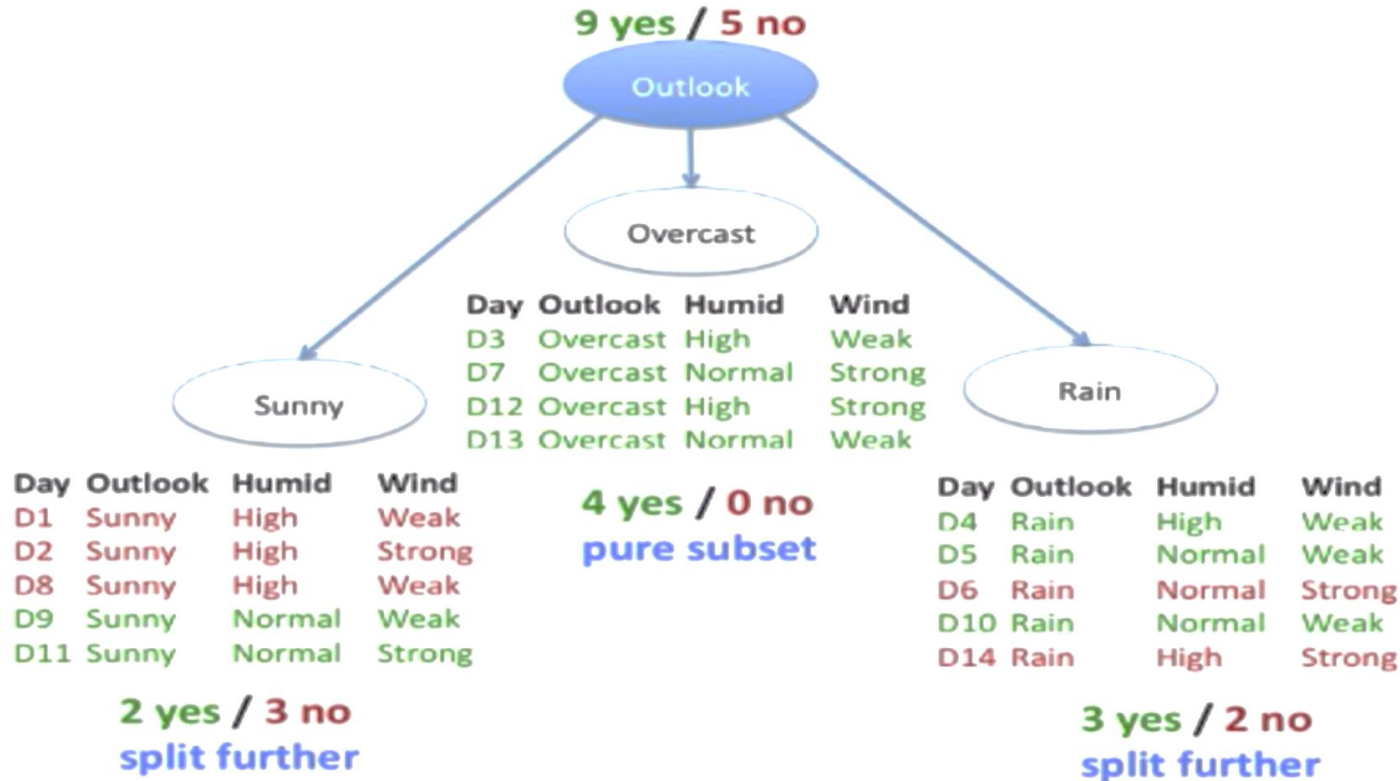 9 yes / 5 no
Outlook
Overcast
Day Outlook Humid Wind
D3 Overcast High Weak
D7 Overcast Normal Strong
D12 Overcast High Strong
D13 Overcast Normal Weak
4 yes / 0 no
pure subset
Sunny
Day Outlook Humid Wind
D1 Sunny High Weak
D2 Sunny High Strong
D8 Sunny High Weak
D9 Sunny Normal Weak
D11 Sunny Normal Strong
2 yes / 3 no
split further
Rain
Day Outlook Humid Wind
D4 Rain High Weak
D5 Rain Normal Weak
D6 Rain Normal Strong
D10 Rain Normal Weak
D14 Rain High Strong
3 yes / 2 no
split further